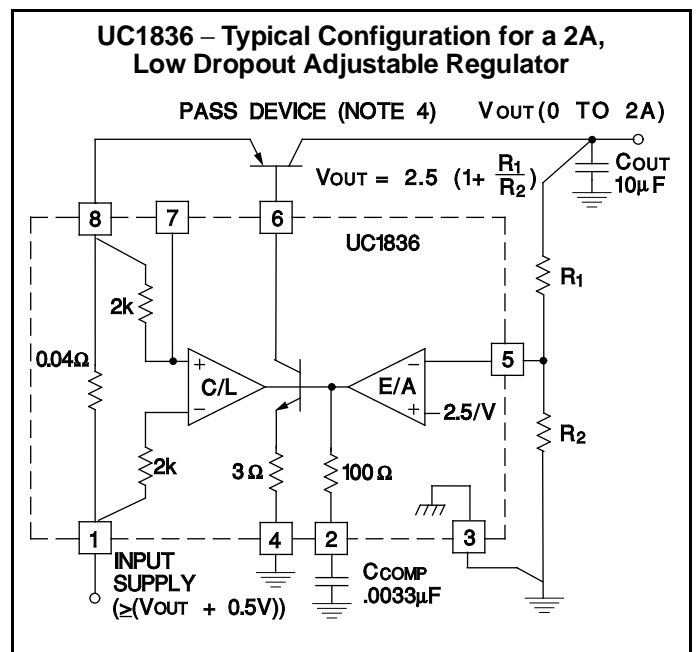 UC1836 – Typical Configuration for a 2A,
Low Dropout Adjustable Regulator
PASS DEVICE (NOTE 4) VOUT (0 TO 2A)
VOUT = 2.5 (1+ R1/R2)
COUT
10µF
8
7
6
UC1836
2k
R1
0.04Ω
+
C/L
–
–
E/A
+
5
2.5/V
R2
2k
3Ω
100Ω
1
4
2
3
INPUT
SUPPLY
(≥(VOUT + 0.5V))
CCOMP
.0033µF